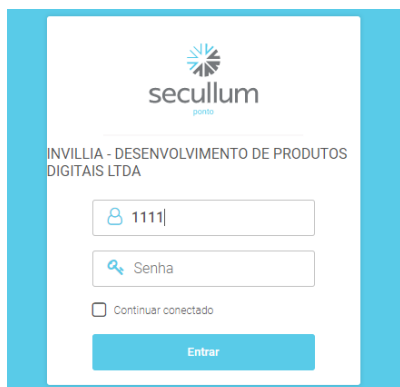 secullum
ponto
INVILLIA - DESENVOLVIMENTO DE PRODUTOS
DIGITAIS LTDA
1111
Senha
Continuar conectado
Entrar